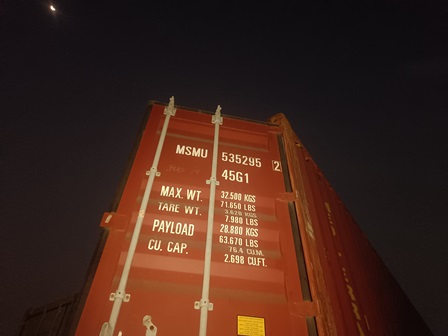 MSMU 535295 2
45G1
MAX. WT. 32.500 KGS
71.650 LBS
TARE WT. 3.620 KGS
7.980 LBS
PAYLOAD 28.880 KGS
63.670 LBS
CU. CAP. 76.4 CU.M.
2.698 CU.FT.